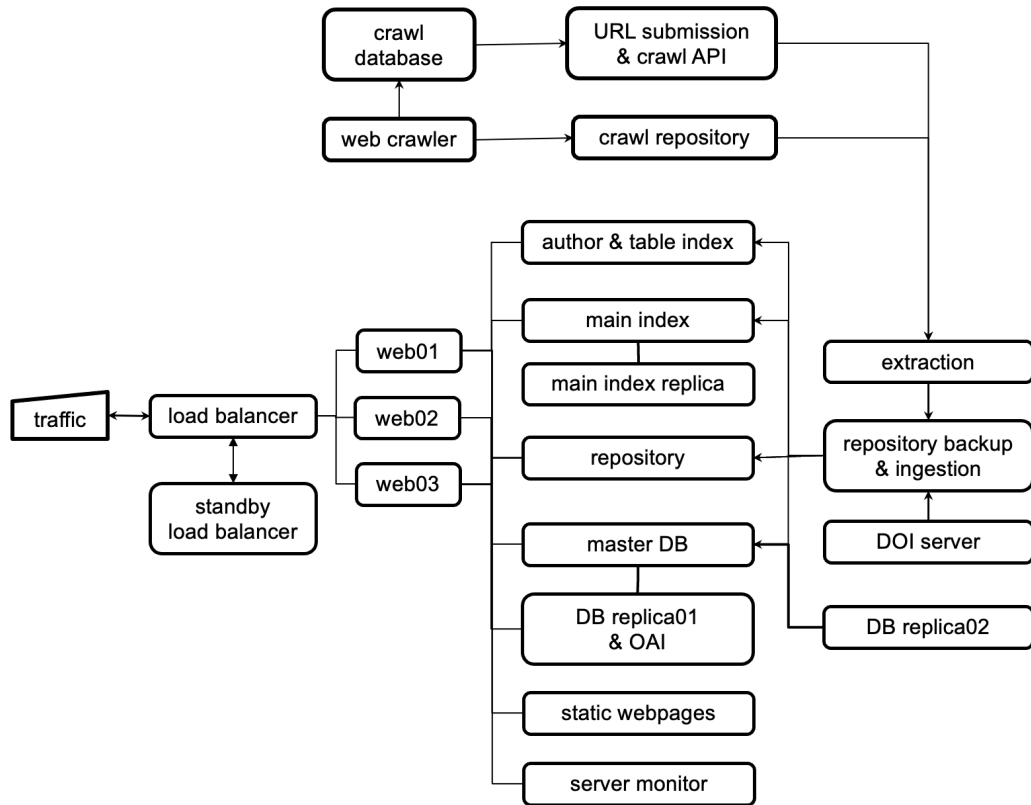 crawl
database
URL submission
& crawl API
web crawler
crawl repository
author & table index
main index
main index replica
web01
web02
web03
traffic
load balancer
standby
load balancer
repository
master DB
DB replica01
& OAI
static webpages
server monitor
extraction
repository backup
& ingestion
DOI server
DB replica02